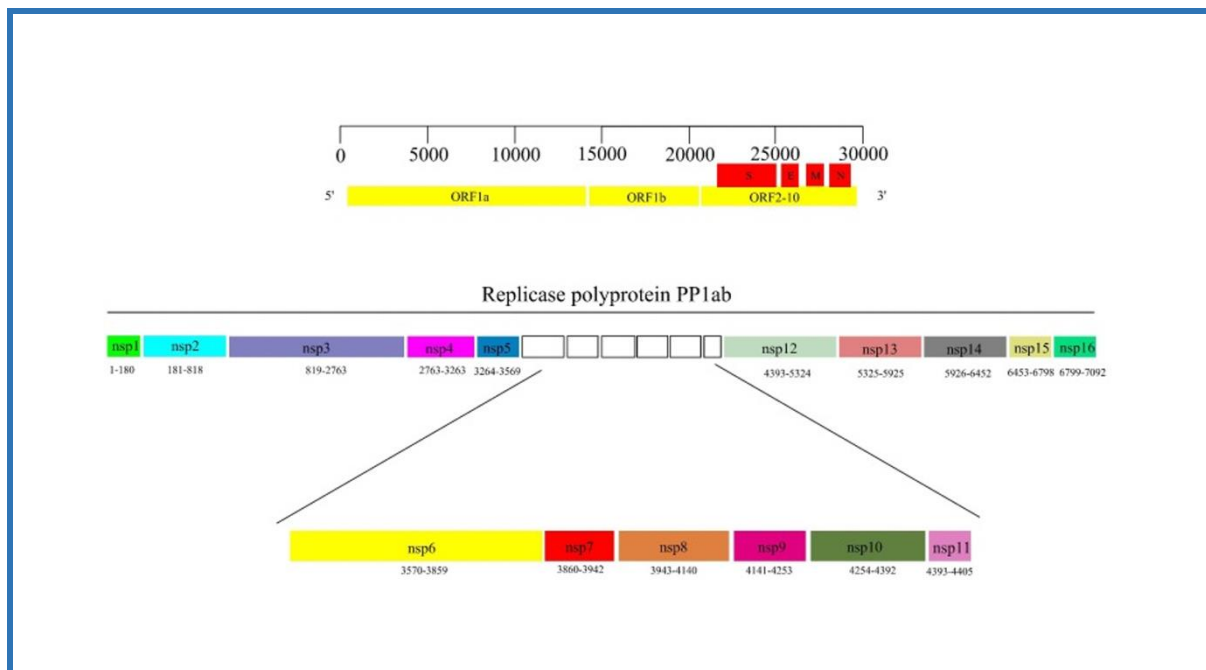 0 5000 10000 15000 20000 25000 30000
S E M N
5' ORF1a ORF1b ORF2-10 3'
Replicase polyprotein PP1ab
nsp1 nsp2 nsp3 nsp4 nsp5 nsp12 nsp13 nsp14 nsp15 nsp16
1-180 181-818 819-2763 2763-3263 3264-3569 4393-5324 5325-5925 5926-6452 6453-6798 6799-7092
nsp6 nsp7 nsp8 nsp9 nsp10 nsp11
3570-3859 3860-3942 3943-4140 4141-4253 4254-4392 4393-4405